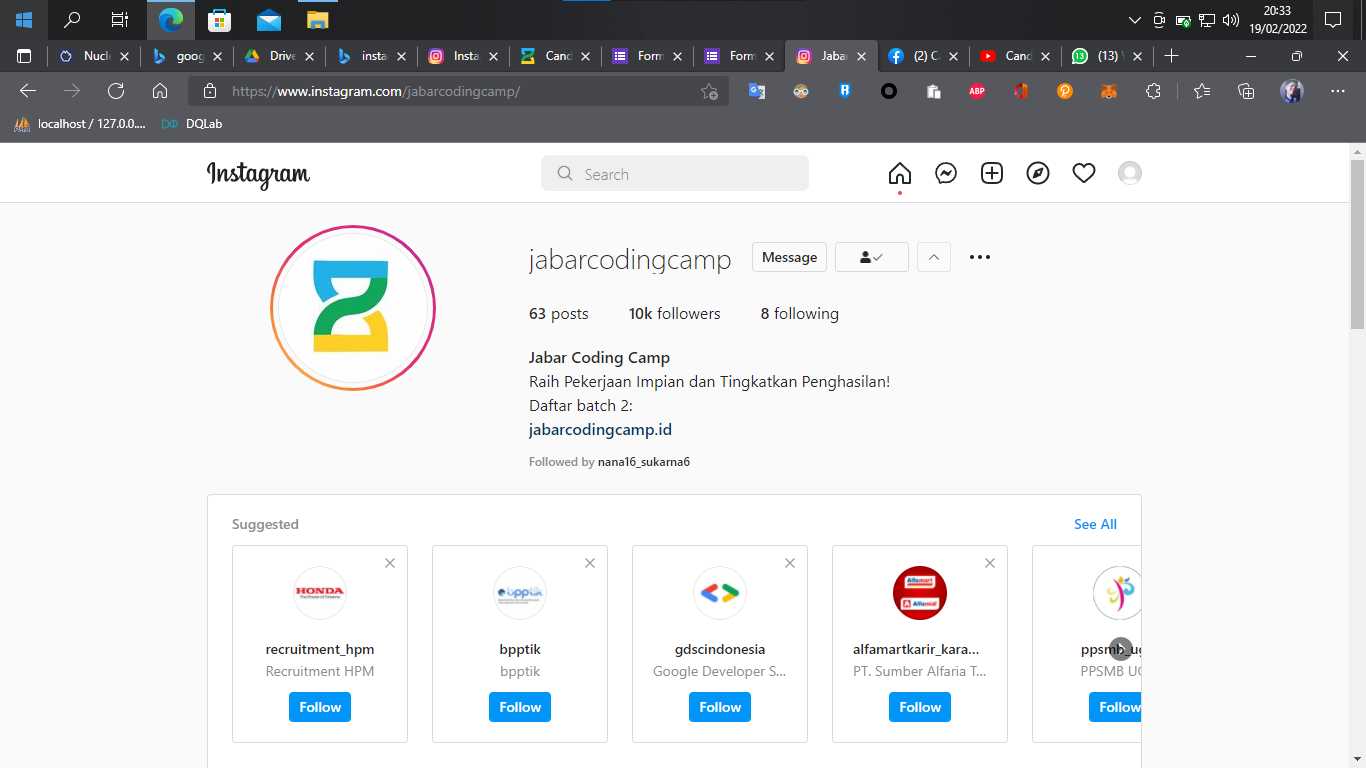 20:33
19/02/2022
Nucle
goog
Drive
insta
Insta
Cand
Form
Form
Jaba
(2) C
Cand
(13)
https://www.instagram.com/jabarcodingcamp/
ABP
localhost / 127.0.0....
DQLab
Instagram
Search
jabarcodingcamp
Message
63 posts
10k followers
8 following
Jabar Coding Camp
Raih Pekerjaan Impian dan Tingkatkan Penghasilan!
Daftar batch 2:
jabarcodingcamp.id
Followed by nana16_sukarna6
Suggested
See All
HONDA
The Power of Dreams
bpptik
Alfamart
Alfamidi
recruitment_hpm
bpptik
gdscindonesia
alfamartkarir_kara...
ppsmb_ug
Recruitment HPM
bpptik
Google Developer S...
PT. Sumber Alfaria T...
PPSMB UG
Follow
Follow
Follow
Follow
Follow